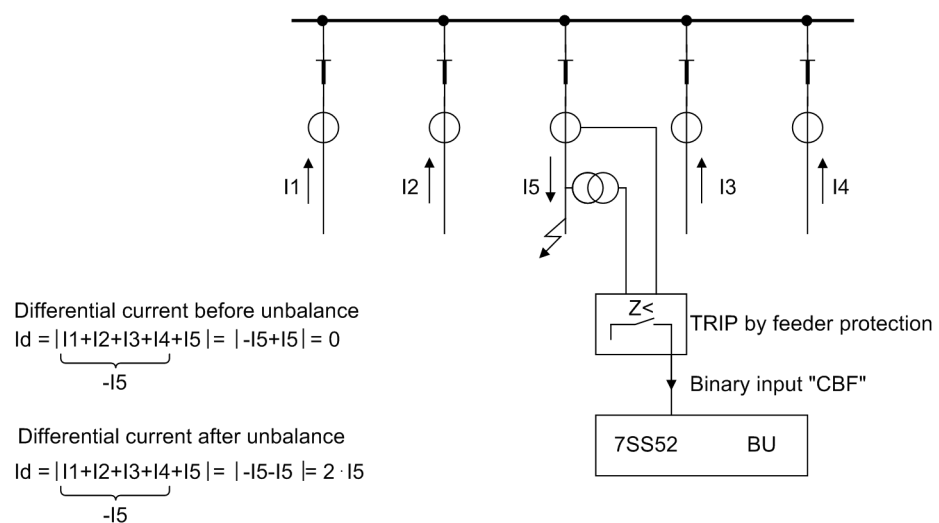 I1
I2
I5
I3
I4
Z<
TRIP by feeder protection
Binary input "CBF"
7SS52 BU
Differential current before unbalance
Id = | I1+I2+I3+I4+I5 | = | -I5+I5 | = 0
-I5
Differential current after unbalance
Id = | I1+I2+I3+I4+I5 | = | -I5-I5 | = 2 · I5
-I5